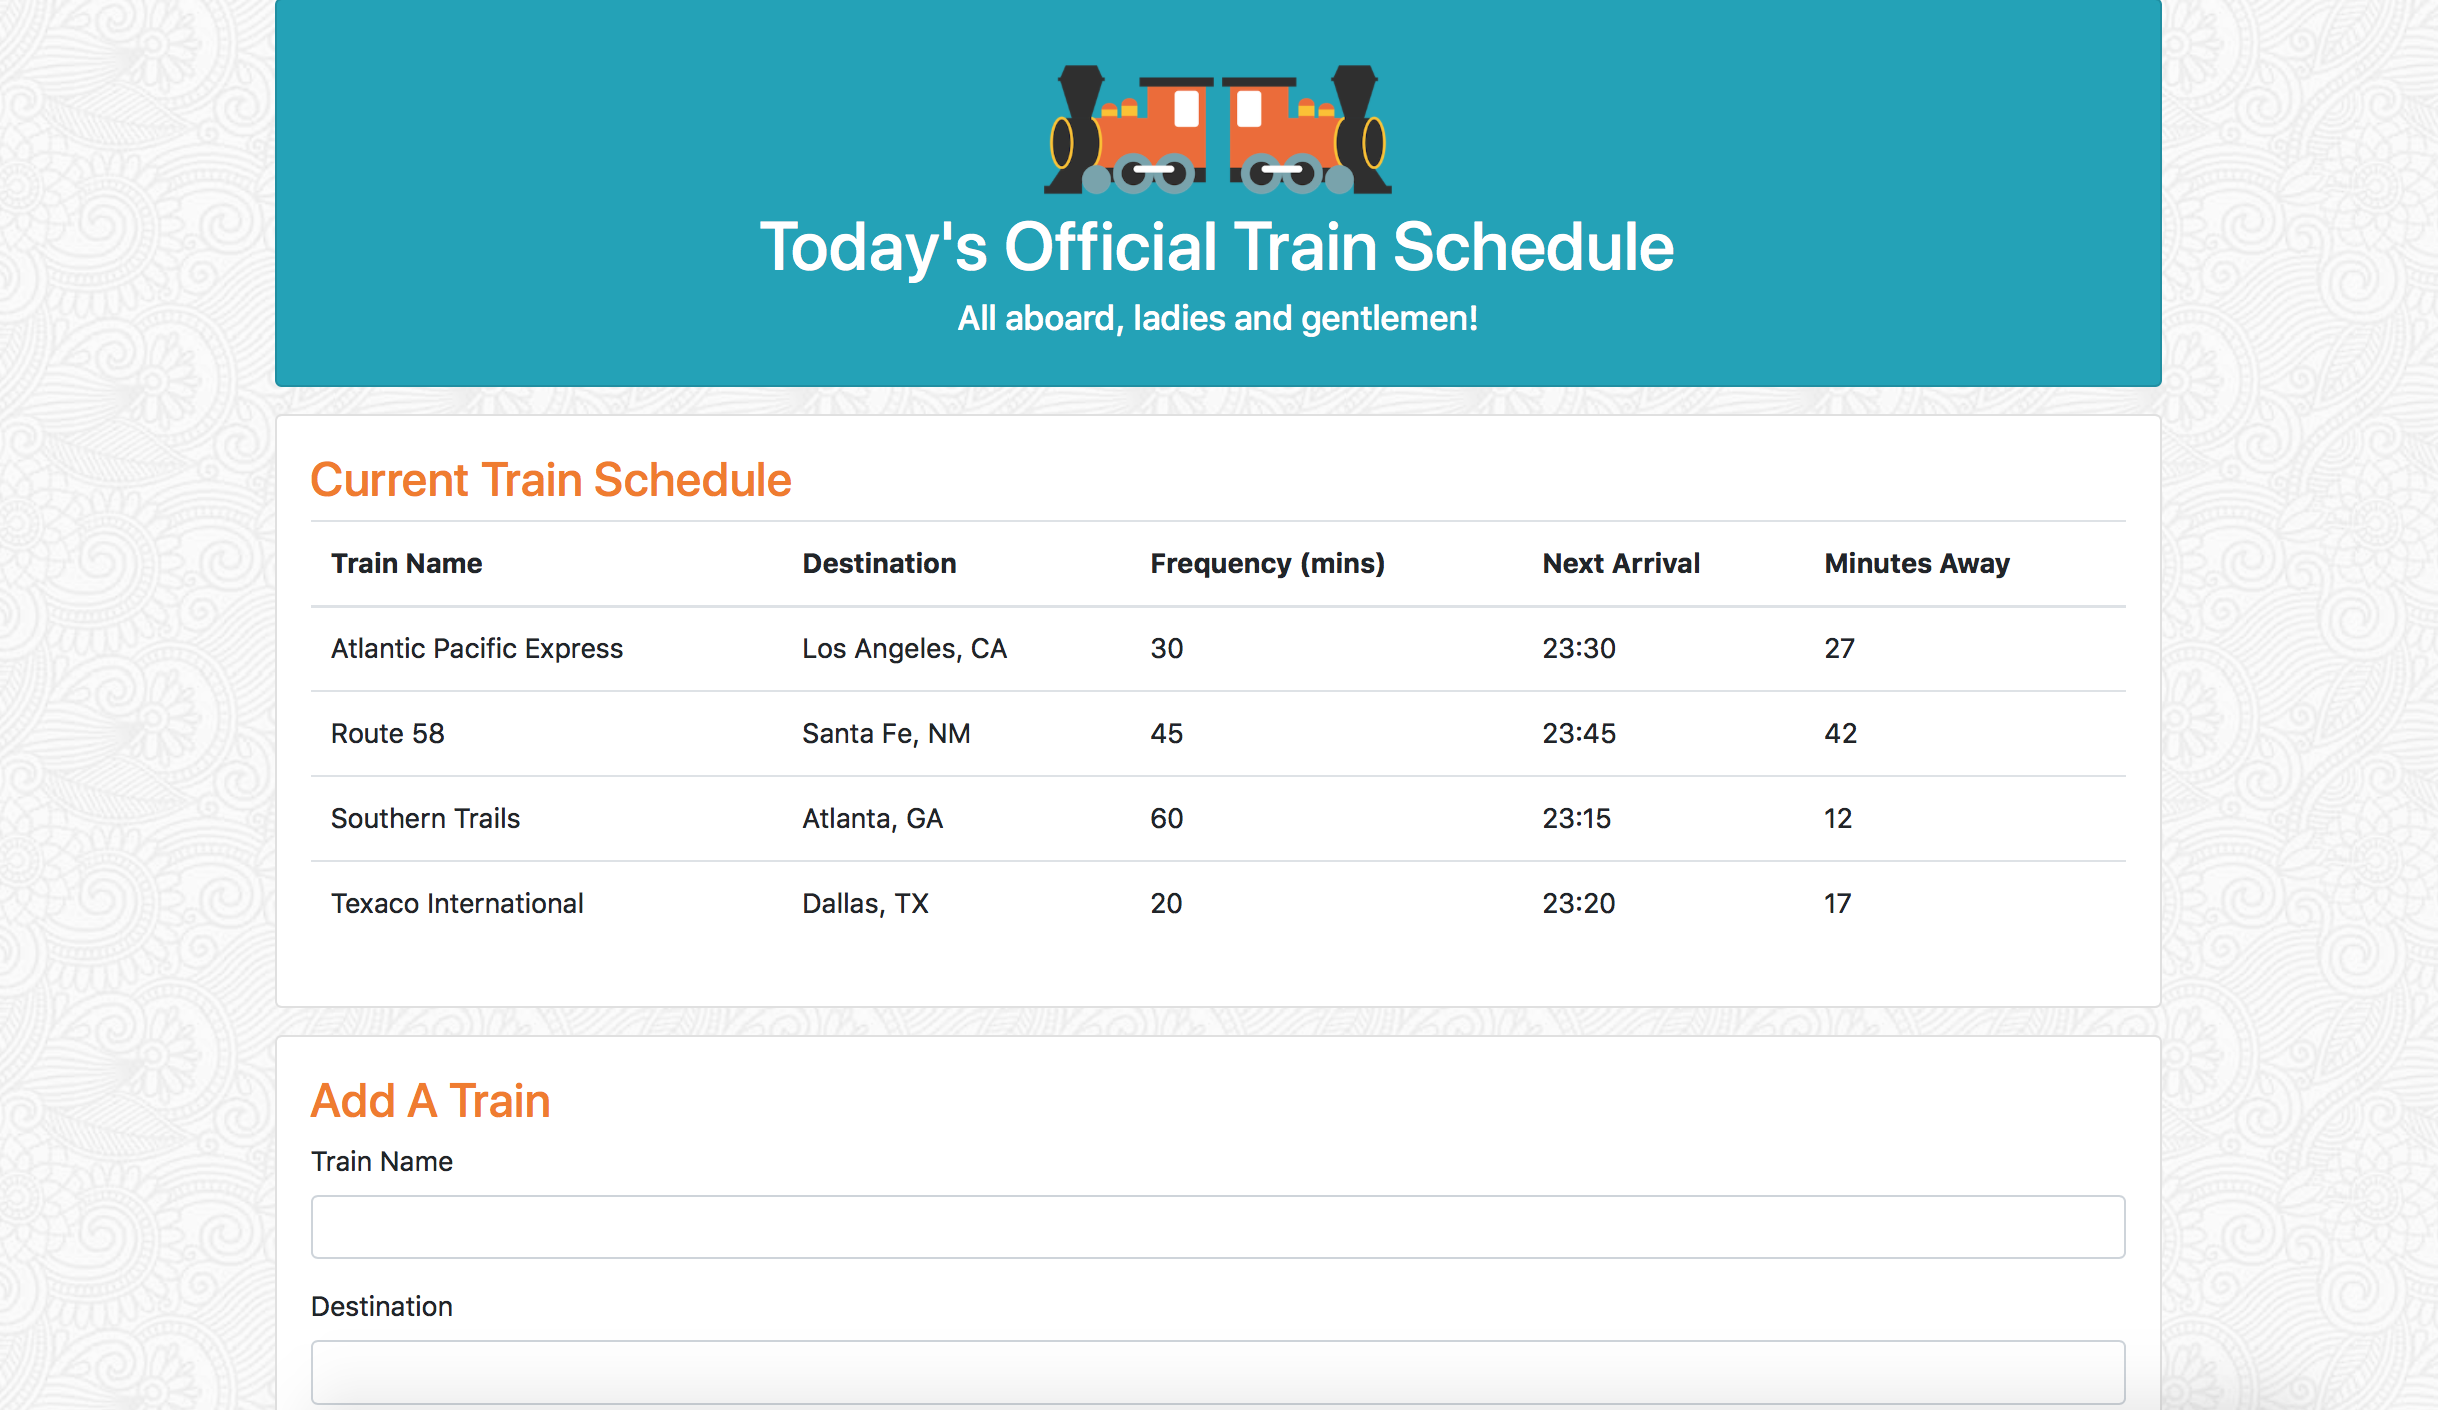 Today's Official Train Schedule
All aboard, ladies and gentlemen!
Current Train Schedule
Train Name Destination Frequency (mins) Next Arrival Minutes Away
Atlantic Pacific Express Los Angeles, CA 30 23:30 27
Route 58 Santa Fe, NM 45 23:45 42
Southern Trails Atlanta, GA 60 23:15 12
Texaco International Dallas, TX 20 23:20 17
Add A Train
Train Name
Destination